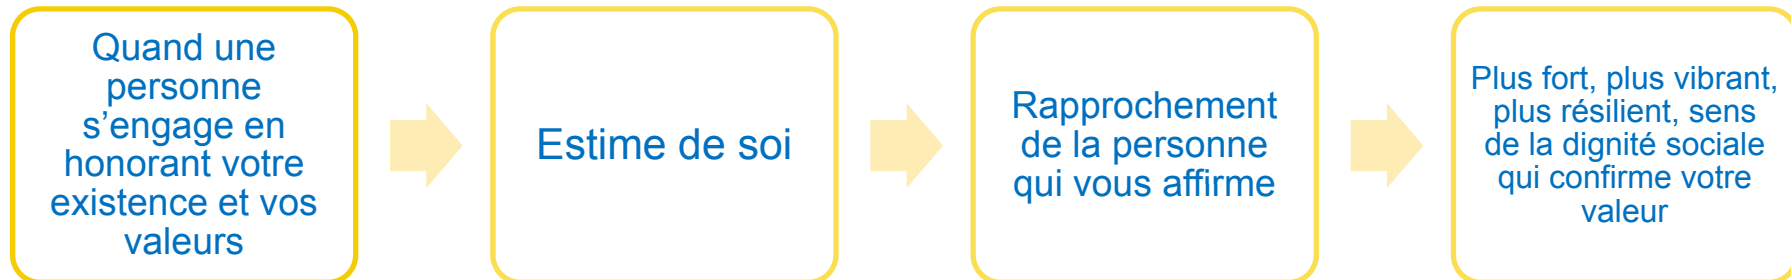 Quand une
personne
s’engage en
honorant votre
existence et vos
valeurs
Estime de soi
Rapprochement
de la personne
qui vous affirme
Plus fort, plus vibrant,
plus résilient, sens
de la dignité sociale
qui confirme votre
valeur